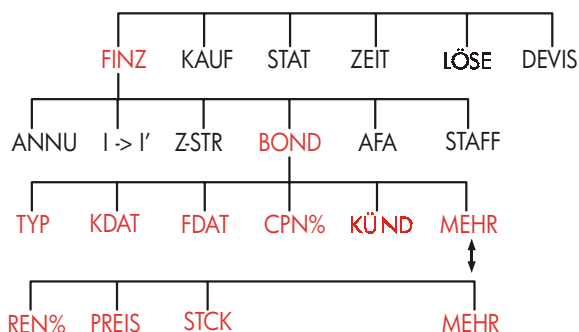 FINZ KAUF STAT ZEIT LÖSE DEVIS
ANNU I -> I' Z-STR BOND AFA STAFF
TYP KDAT FDAT CPN% KÜND MEHR
REN% PREIS STCK MEHR